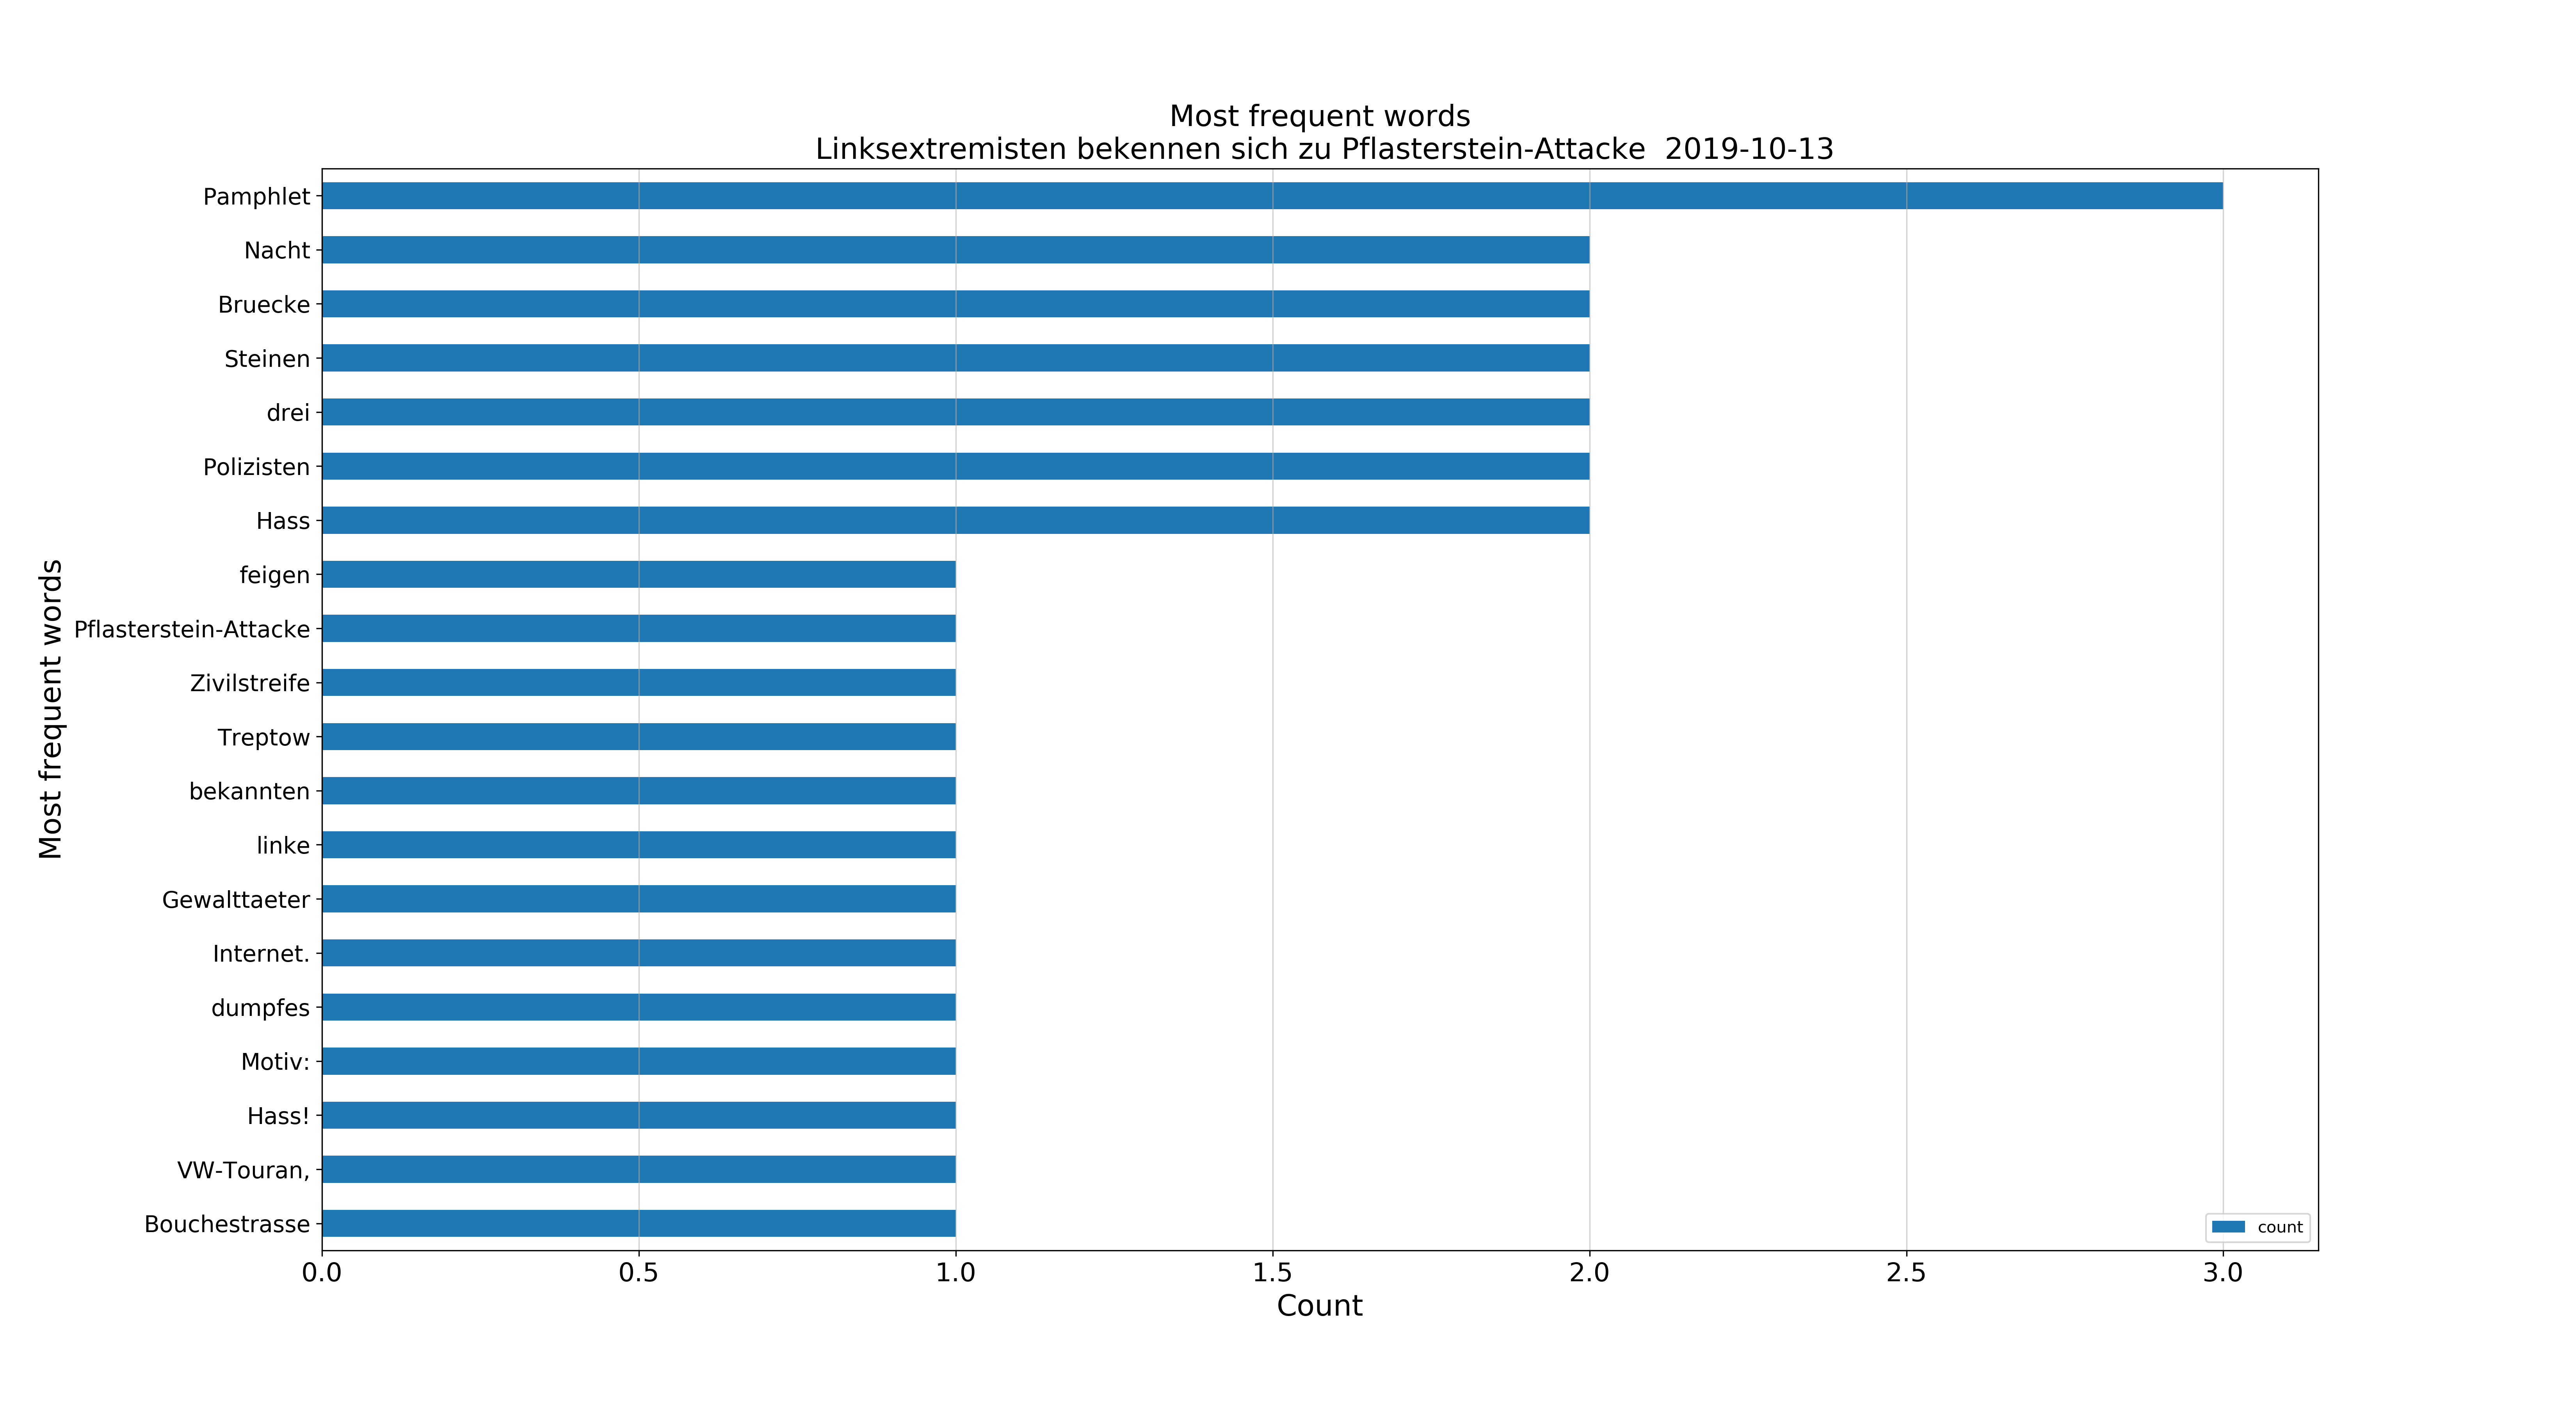 Most frequent words
Linksextremisten bekennen sich zu Pflasterstein-Attacke  2019-10-13
Most frequent words
Pamphlet
Nacht
Bruecke
Steinen
drei
Polizisten
Hass
feigen
Pflasterstein-Attacke
Zivilstreife
Treptow
bekannten
linke
Gewalttaeter
Internet.
dumpfes
Motiv:
Hass!
VW-Touran,
Bouchestrasse
count
0.0 0.5 1.0 1.5 2.0 2.5 3.0
Count